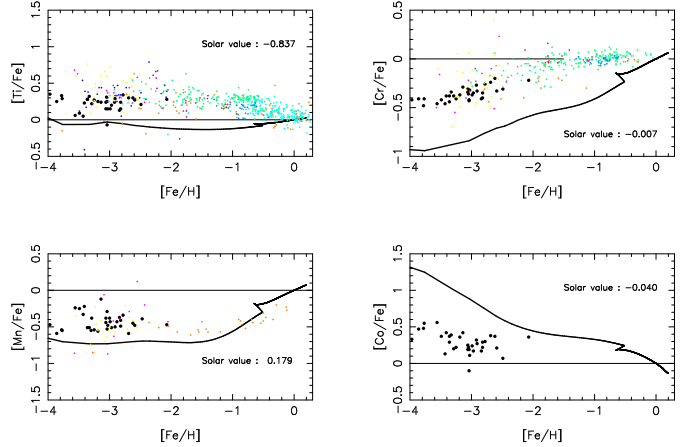 [Ti/Fe]
1.5
1
0.5
0
−0.5
Solar value : −0.837
−4 −3 −2 −1 0
[Fe/H]
[Cr/Fe]
0.5
0
−0.5
−1
Solar value : −0.007
−4 −3 −2 −1 0
[Fe/H]
[Mn/Fe]
0.5
0
−0.5
−1
1.5
Solar value : 0.179
−4 −3 −2 −1 0
[Fe/H]
[Co/Fe]
1.5
1
0.5
0
0.5
Solar value : −0.040
−4 −3 −2 −1 0
[Fe/H]